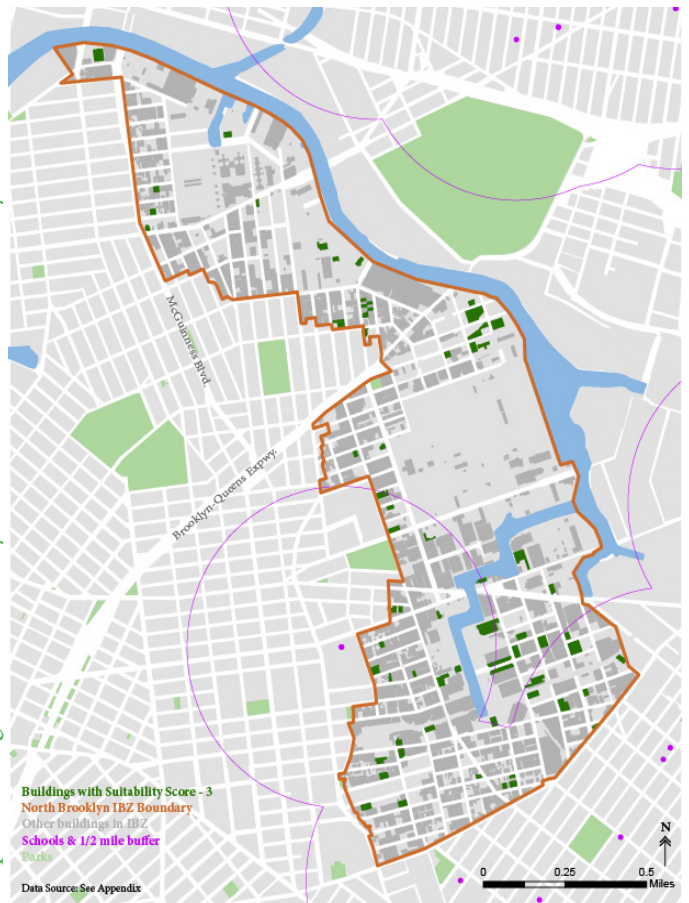 McGuinness Blvd.
Brooklyn-Queens Expwy.
Buildings with Suitability Score - 3
North Brooklyn IBZ Boundary
Other buildings in IBZ
Schools & 1/2 mile buffer
Parks
Data Source: See Appendix
N
0 0.25 0.5
Miles